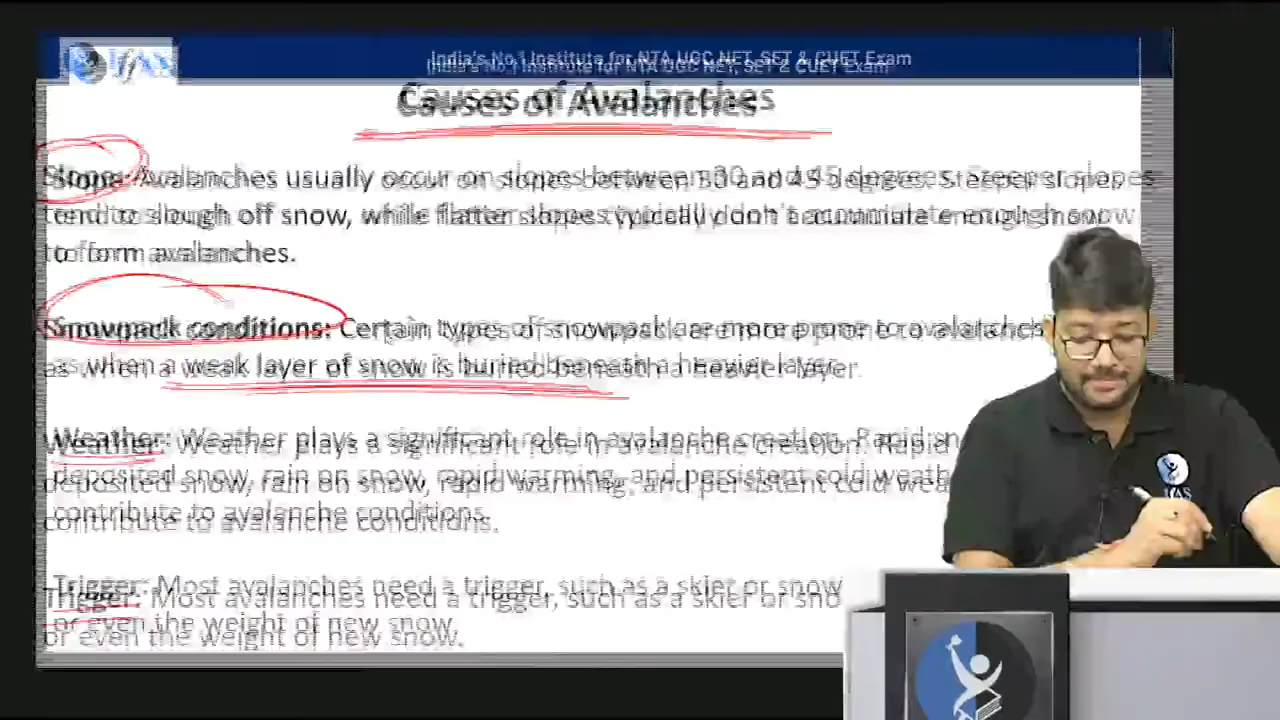 IFAS
India's No.1 Institute for NTA UGC NET, SET & CUET Exam
Causes of Avalanches
Slope: Avalanches usually occur on slopes between 30 and 45 degrees. Steeper slopes
tend to slough off snow, while flatter slopes typically don't accumulate enough snow
to form avalanches.
Snowpack conditions: Certain types of snowpack are more prone to avalanches
as when a weak layer of snow is buried beneath a heavier layer.
Weather: Weather plays a significant role in avalanche creation. Rapid
deposited snow, rain on snow, rapid warming, and persistent cold
contribute to avalanche conditions.
Trigger: Most avalanches need a trigger, such as a skier or snow
or even the weight of new snow.
IFAS